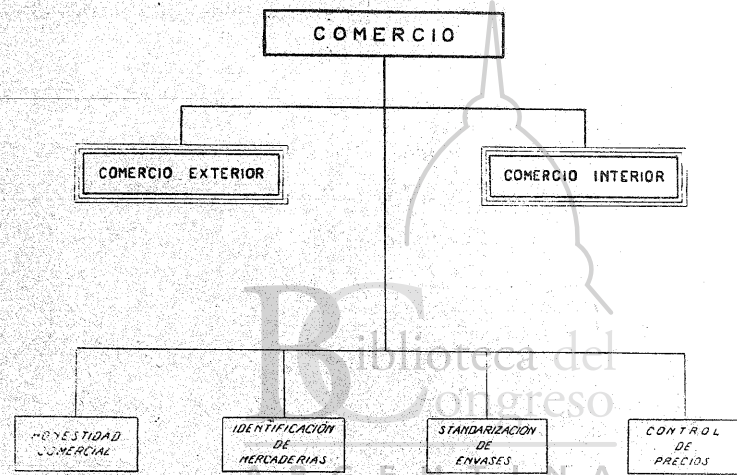 COMERCIO
COMERCIO EXTERIOR
COMERCIO INTERIOR
Biblioteca del
Congreso
HONESTIDAD
COMERCIAL
IDENTIFICACIÓN
DE
MERCADERIAS
STANDARIZACIÓN
DE
ENVASES
CONTROL
DE
PRECIOS
ARGENTINA